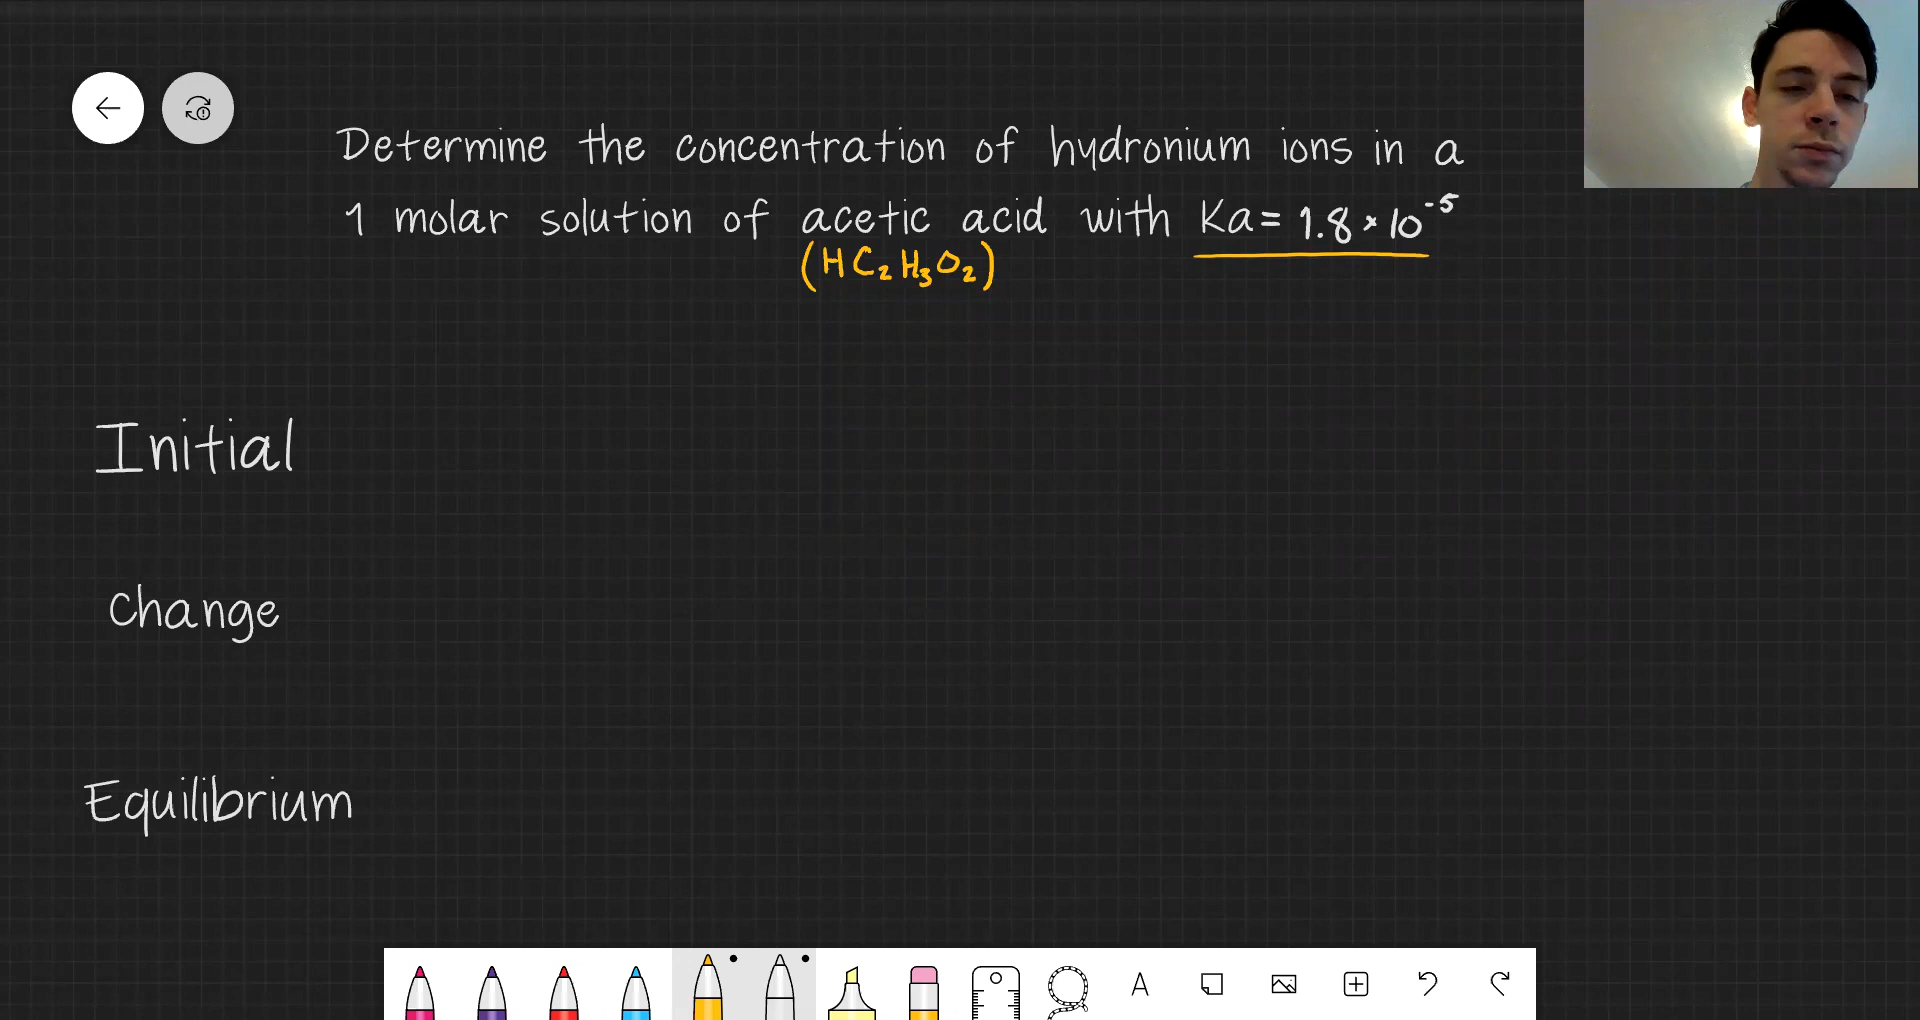 Determine the concentration of hydronium ions in a
1 molar solution of acetic acid with Ka = 1.8 × 10⁻⁵
(HC₂H₃O₂)
Initial
Change
Equilibrium
A